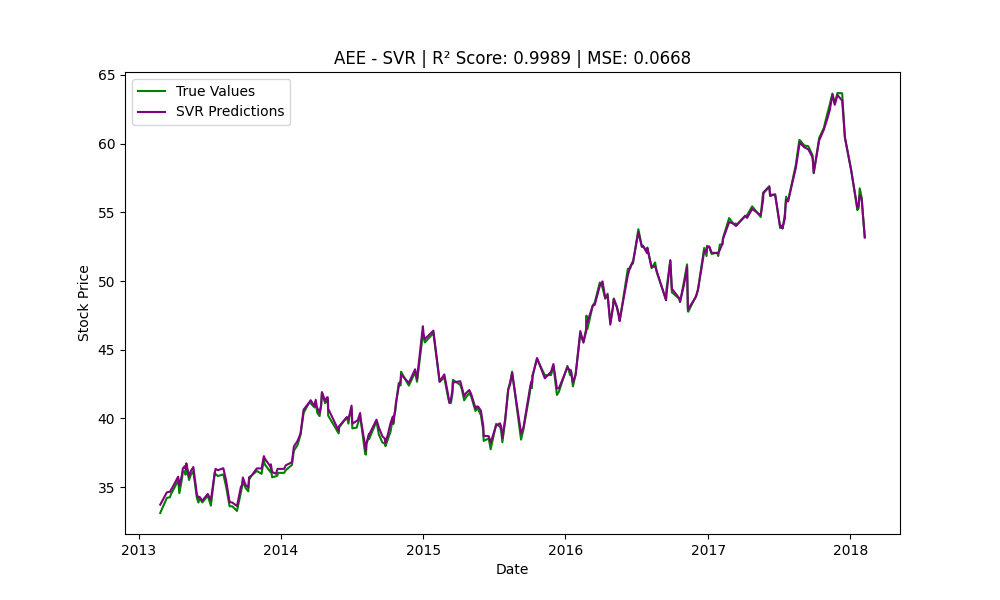 AEE - SVR | R² Score: 0.9989 | MSE: 0.0668
True Values
SVR Predictions
Stock Price
65
60
55
50
45
40
35
2013 2014 2015 2016 2017 2018
Date